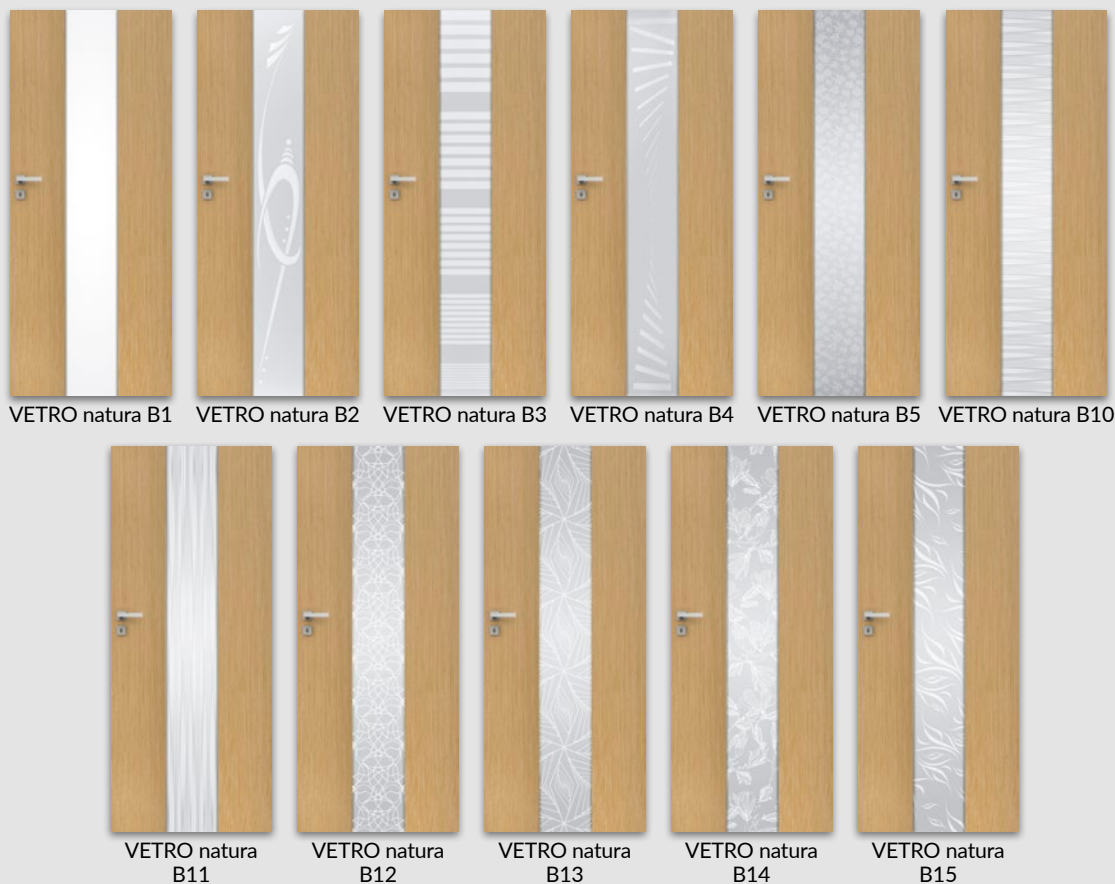 VETRO natura B1
VETRO natura B2
VETRO natura B3
VETRO natura B4
VETRO natura B5
VETRO natura B10
VETRO natura
B11
VETRO natura
B12
VETRO natura
B13
VETRO natura
B14
VETRO natura
B15